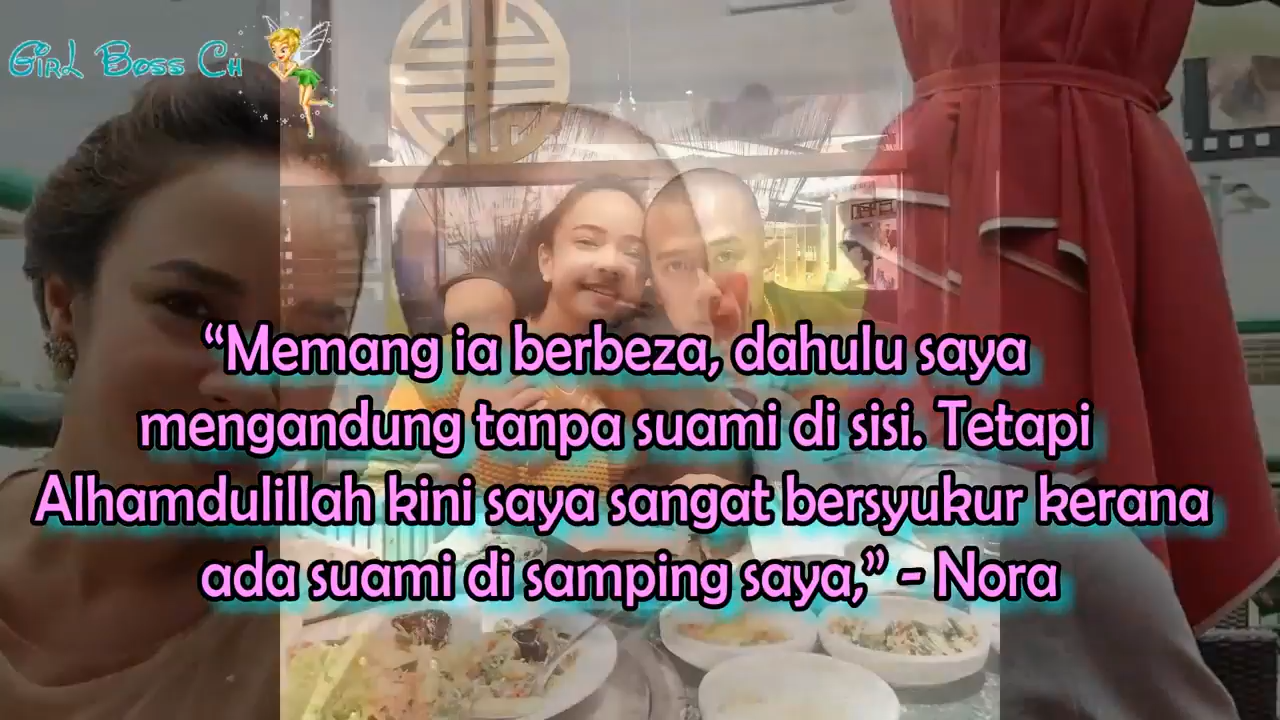 Girl Boss Ch
“Memang ia berbeza, dahulu saya
mengandung tanpa suami di sisi. Tetapi
Alhamdulillah kini saya sangat bersyukur kerana
ada suami di samping saya,” - Nora